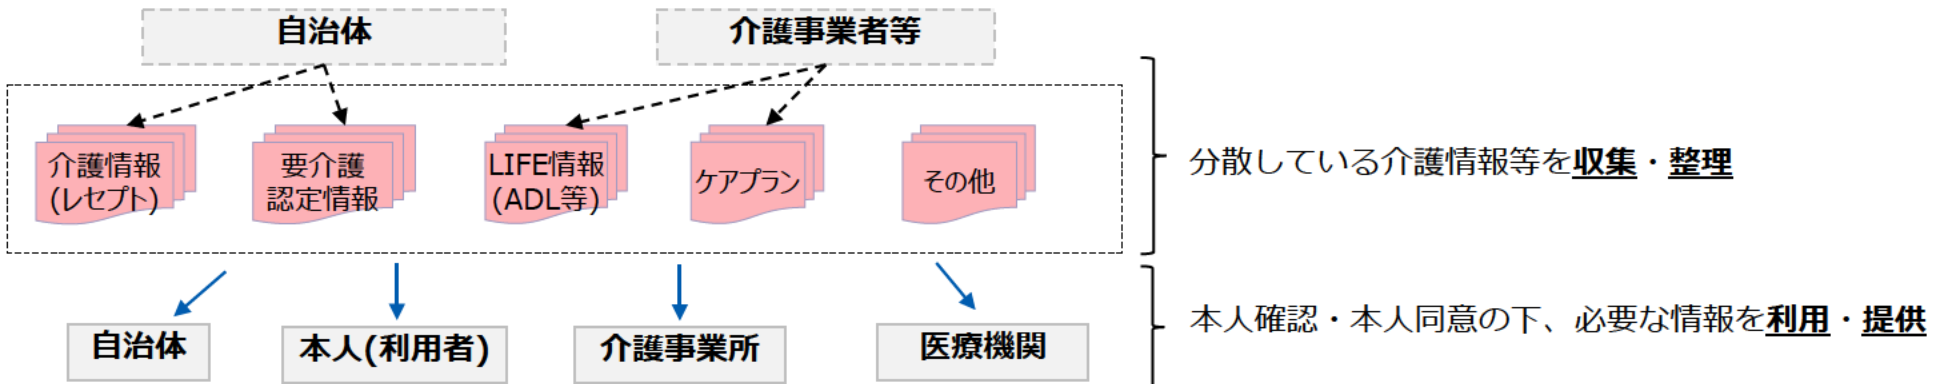 自治体
介護事業者等
介護情報
(レセプト)
要介護
認定情報
LIFE情報
(ADL等)
ケアプラン
その他
分散している介護情報等を収集・整理
自治体
本人(利用者)
介護事業所
医療機関
本人確認・本人同意の下、必要な情報を利用・提供